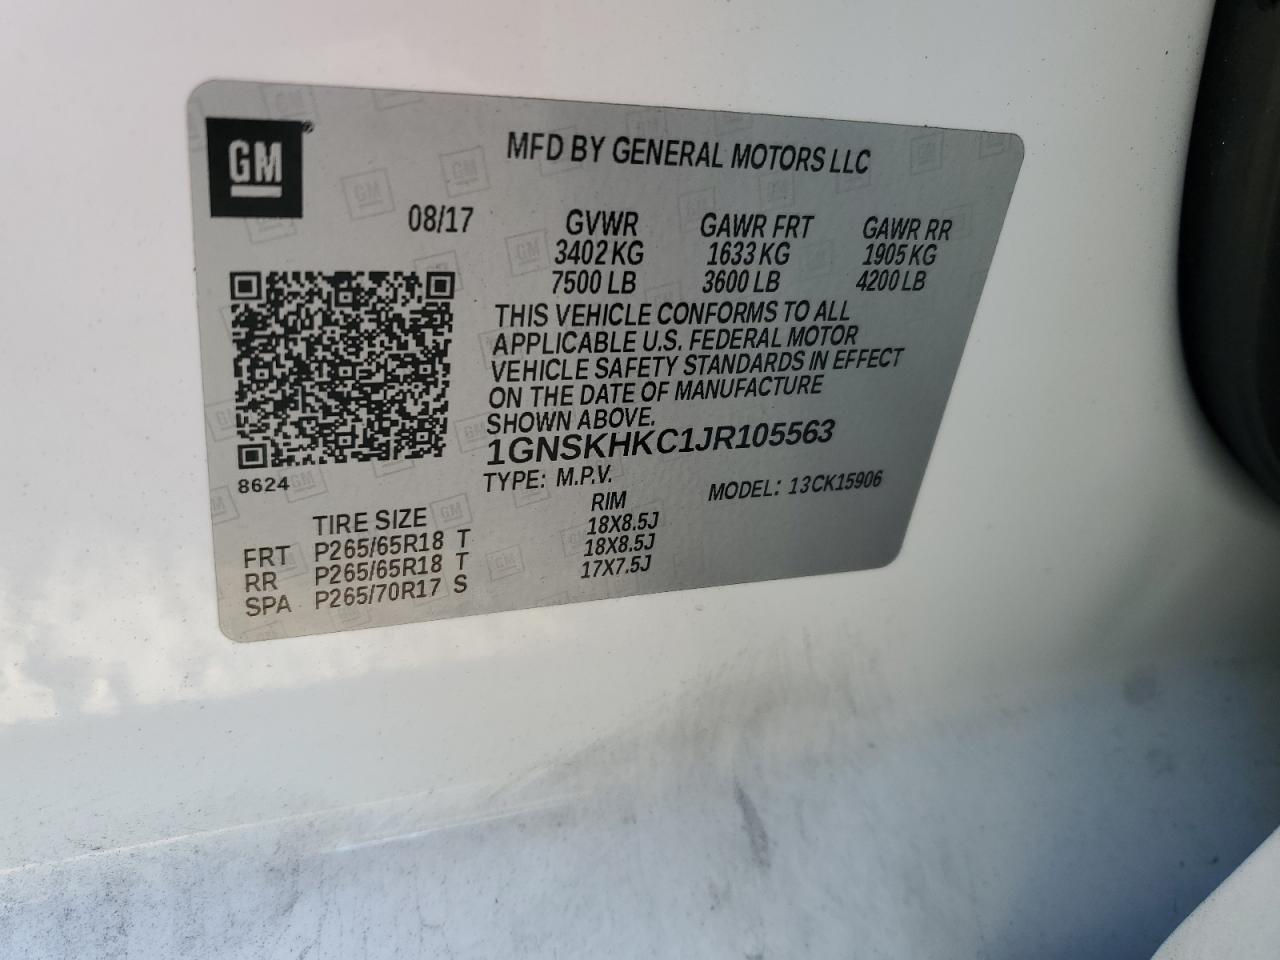 GM
MFD BY GENERAL MOTORS LLC
08/17
GVWR GAWR FRT GAWR RR
3402 KG 1633 KG 1905 KG
7500 LB 3600 LB 4200 LB
THIS VEHICLE CONFORMS TO ALL
APPLICABLE U.S. FEDERAL MOTOR
VEHICLE SAFETY STANDARDS IN EFFECT
ON THE DATE OF MANUFACTURE
SHOWN ABOVE.
1GNSKHKC1JR105563
8624
TYPE: M.P.V. MODEL: 13CK15906
TIRE SIZE RIM
FRT P265/65R18 T 18X8.5J
RR P265/65R18 T 18X8.5J
SPA P265/70R17 S 17X7.5J